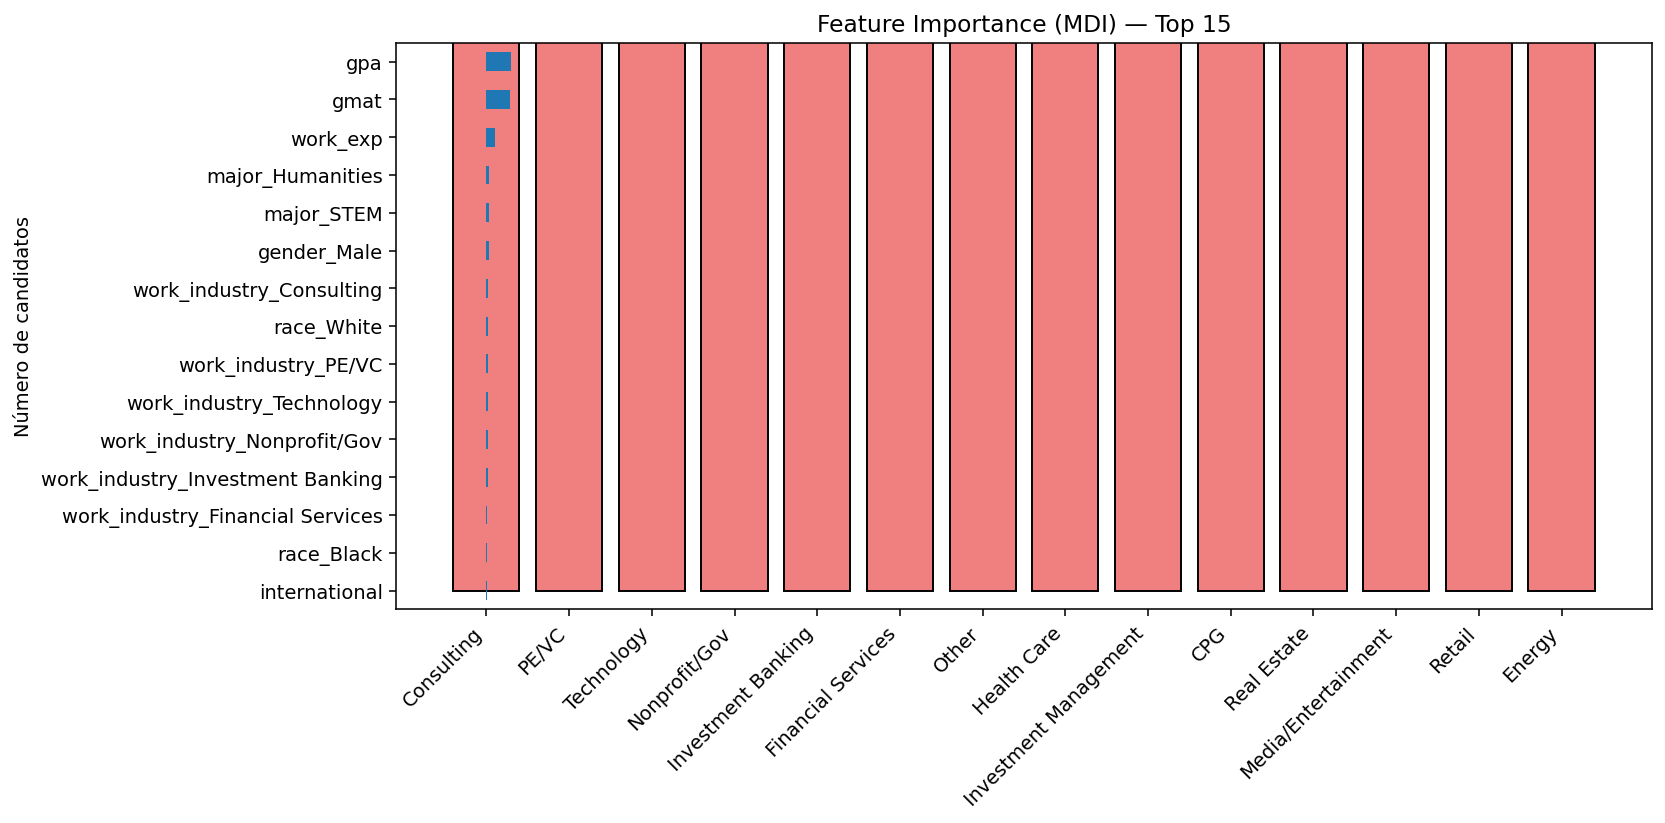 Feature Importance (MDI) — Top 15
Número de candidatos
gpa
gmat
work_exp
major_Humanities
major_STEM
gender_Male
work_industry_Consulting
race_White
work_industry_PE/VC
work_industry_Technology
work_industry_Nonprofit/Gov
work_industry_Investment Banking
work_industry_Financial Services
race_Black
international
Consulting
PE/VC
Technology
Nonprofit/Gov
Investment Banking
Financial Services
Other
Health Care
Investment Management
CPG
Real Estate
Media/Entertainment
Retail
Energy